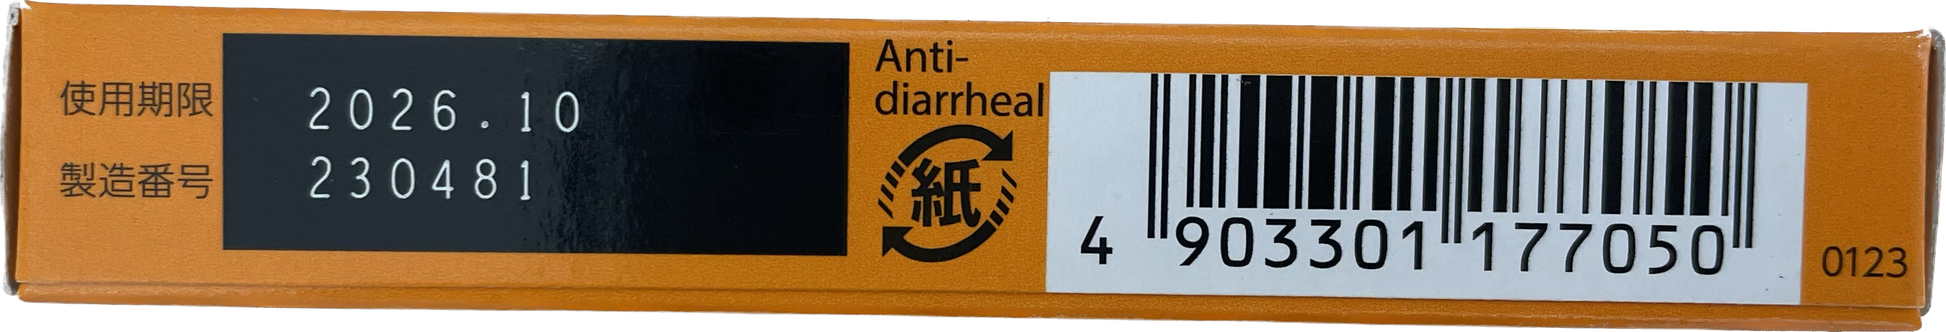 使用期限 2026.10
製造番号 230481
Anti-
diarrheal
紙
4 903301 177050
0123